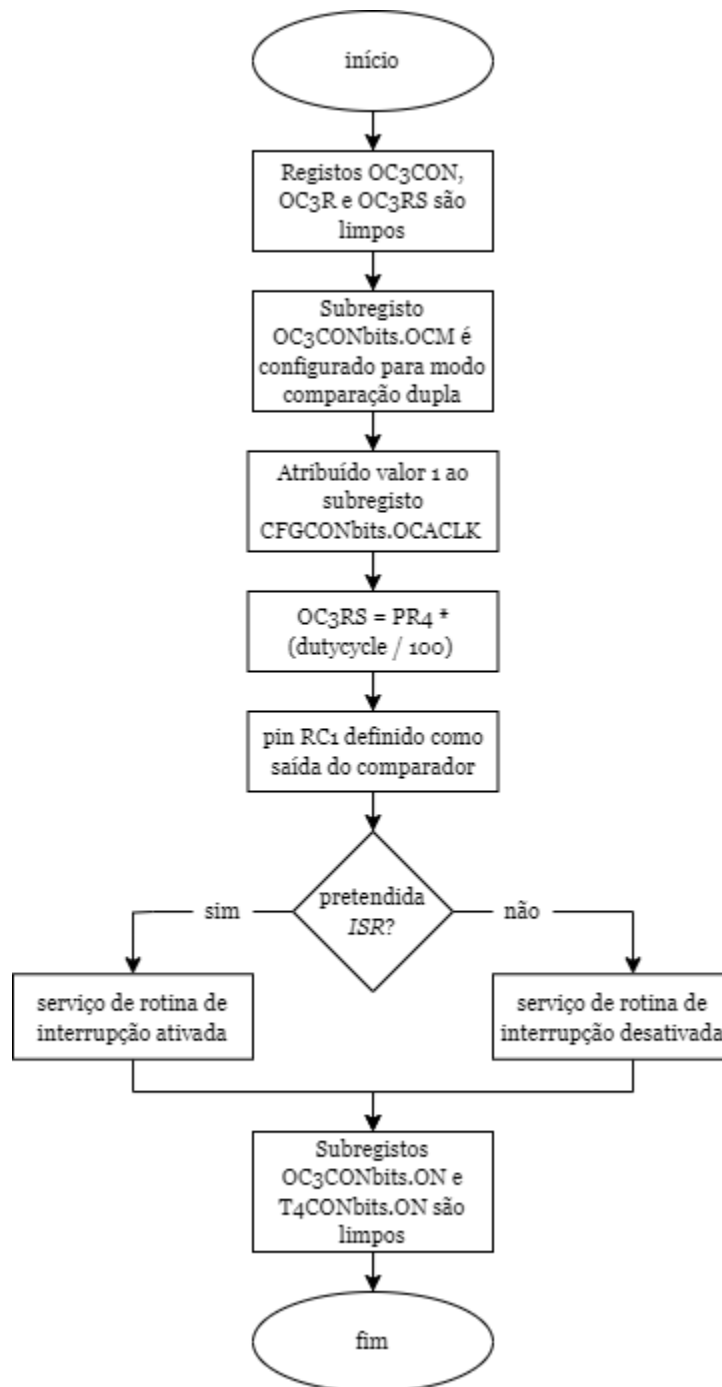 início
Registos OC3CON,
OC3R e OC3RS são
limpos
Subregisto
OC3CONbits.OCM é
configurado para modo
comparação dupla
Atribuído valor 1 ao
subregisto
CFGCONbits.OCACLK
OC3RS = PR4 *
(dutycycle / 100)
pin RC1 definido como
saída do comparador
pretendida
ISR?
sim
não
serviço de rotina de
interrupção ativada
serviço de rotina de
interrupção desativada
Subregistos
OC3CONbits.ON e
T4CONbits.ON são
limpos
fim